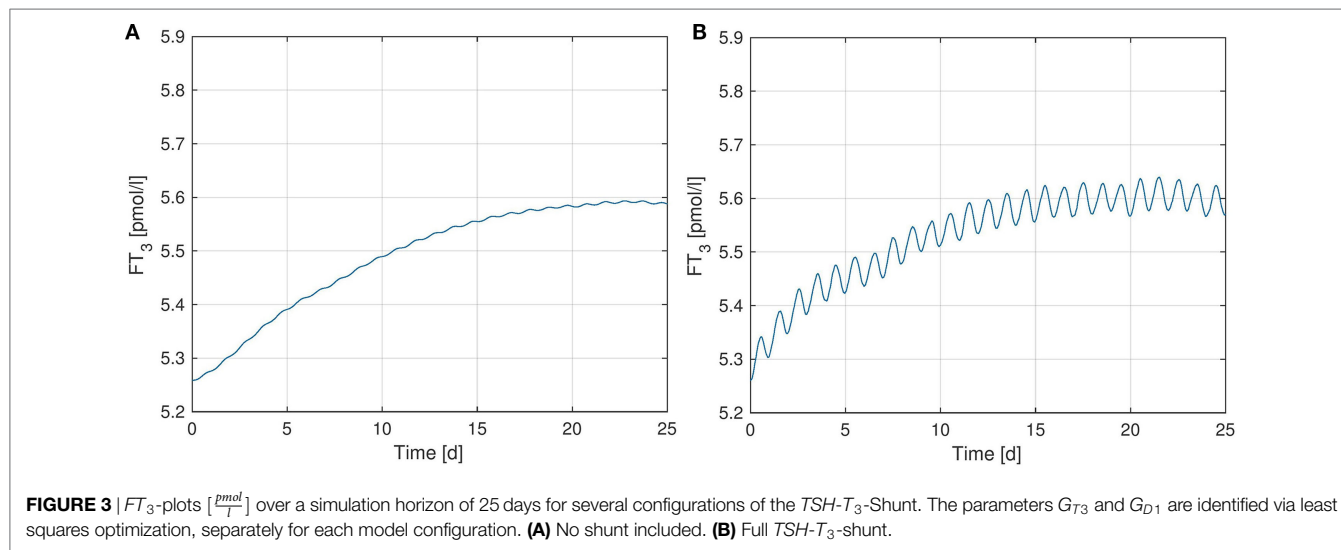 A
B
5.9
5.8
5.7
5.6
5.5
5.4
5.3
5.2
FT3 [pmol/l]
0 5 10 15 20 25
Time [d]
5.9
5.8
5.7
5.6
5.5
5.4
5.3
5.2
FT3 [pmol/l]
0 5 10 15 20 25
Time [d]
FIGURE 3 | FT3-plots [pmol/l] over a simulation horizon of 25 days for several configurations of the TSH-T3-Shunt. The parameters GT3 and GD1 are identified via least
squares optimization, separately for each model configuration. (A) No shunt included. (B) Full TSH-T3-shunt.